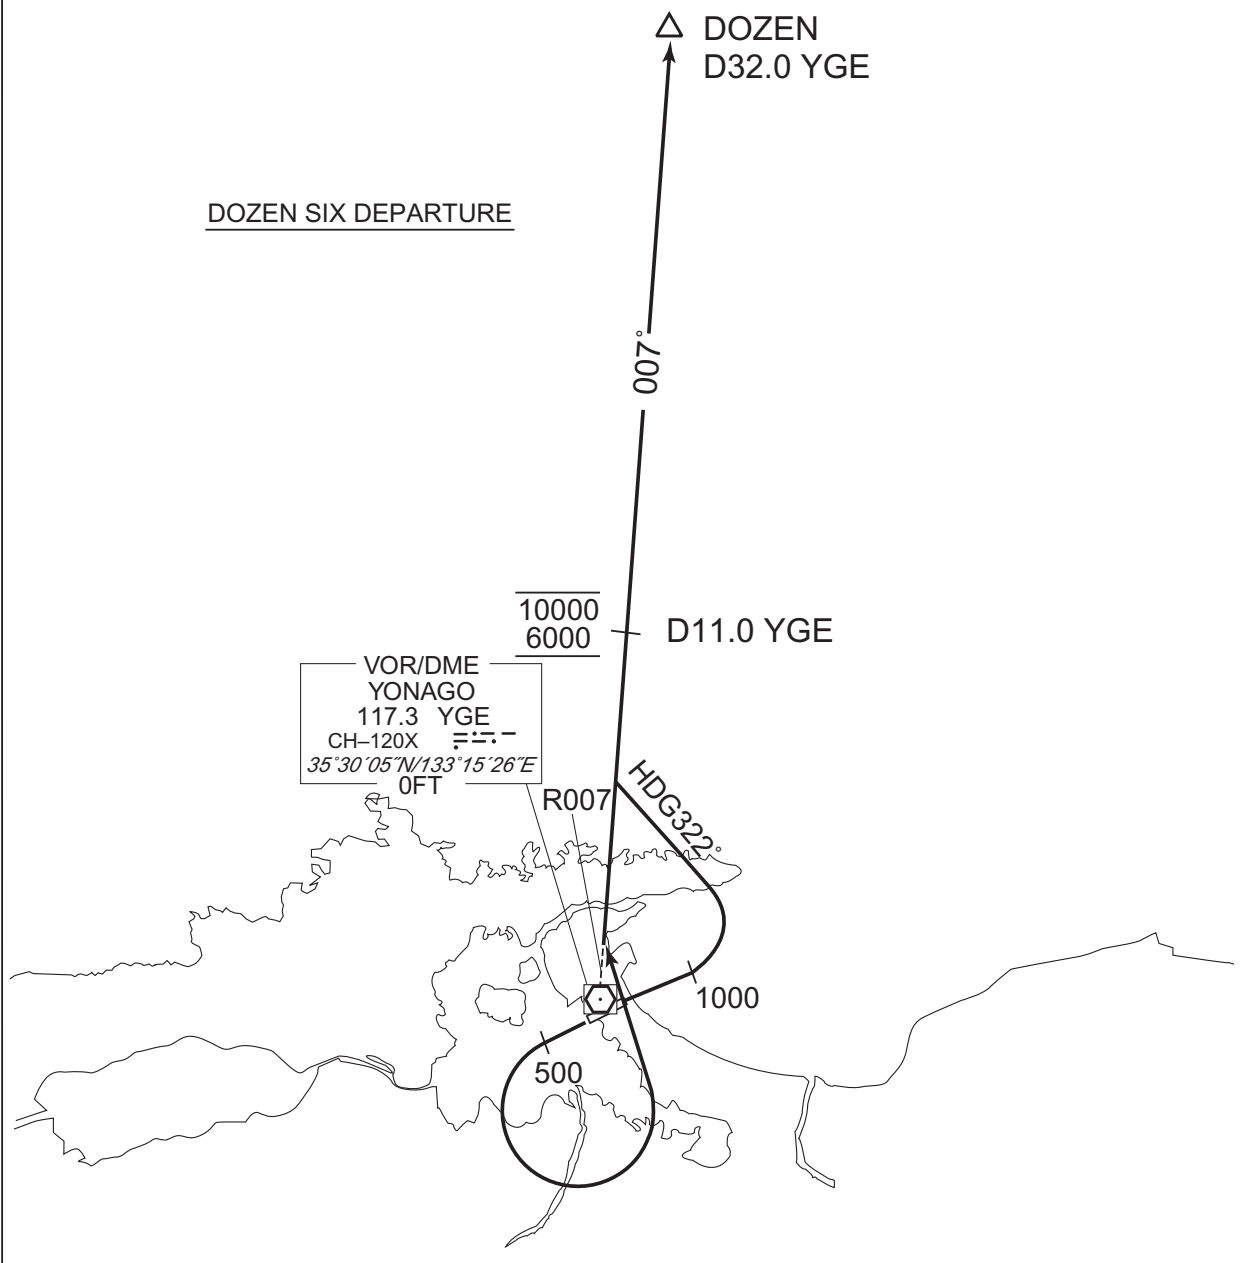 DOZEN
D32.0 YGE
DOZEN SIX DEPARTURE
007°
10000
6000
D11.0 YGE
VOR/DME
YONAGO
117.3 YGE
CH–120X
35°30´05˝N/133°15´26˝E
0FT
HDG322°
R007
1000
500